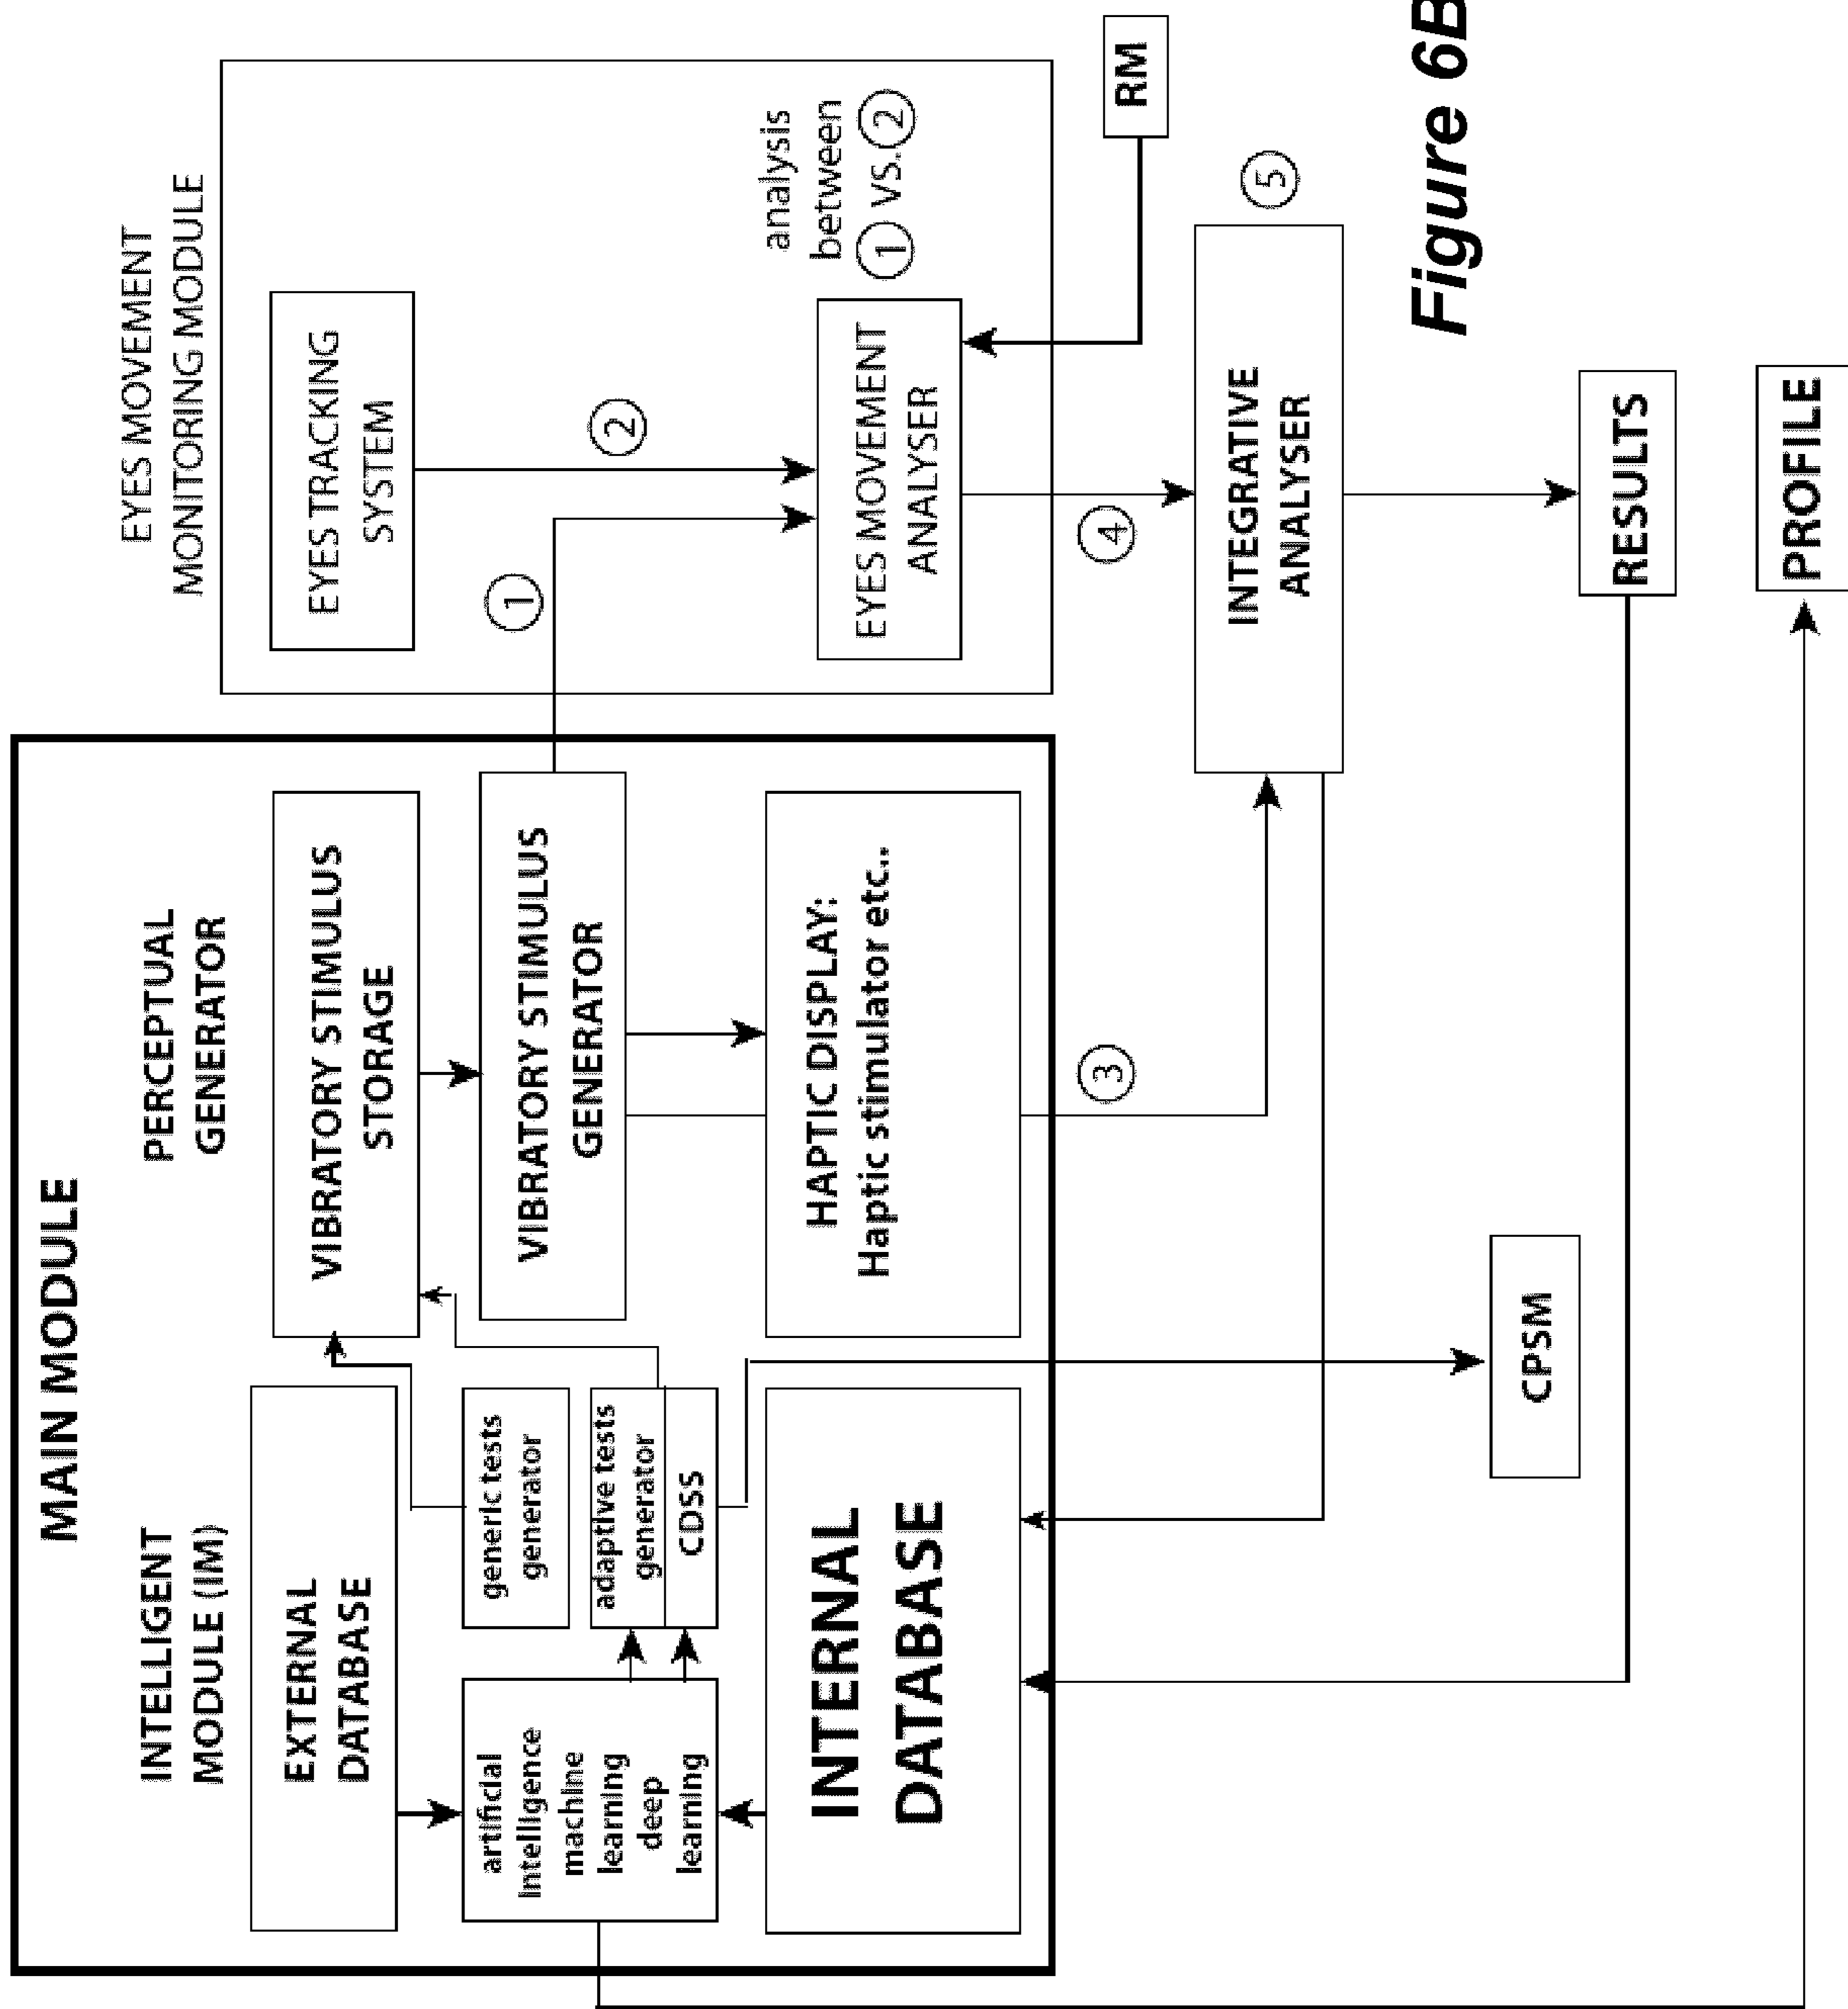 MAIN MODULE
INTELLIGENT
MODULE (IM)
EXTERNAL
DATABASE
artificial
intelligence
machine
learning
deep
learning
generic tests
generator
adaptive tests
generator
CDSS
INTERNAL
DATABASE
PERCEPTUAL
GENERATOR
VIBRATORY STIMULUS
STORAGE
VIBRATORY STIMULUS
GENERATOR
HAPTIC DISPLAY:
Haptic stimulator etc..
EYES MOVEMENT
MONITORING MODULE
EYES TRACKING
SYSTEM
1
2
EYES MOVEMENT
ANALYSER
analysis
between
1 VS. 2
RM
3
4
INTEGRATIVE
ANALYSER
5
CPSM
RESULTS
PROFILE
Figure 6B